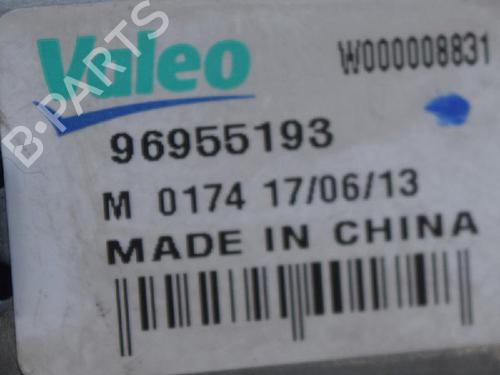 Valeo
W000008831
B-PARTS
96955193
M 0174 17/06/13
MADE IN CHINA